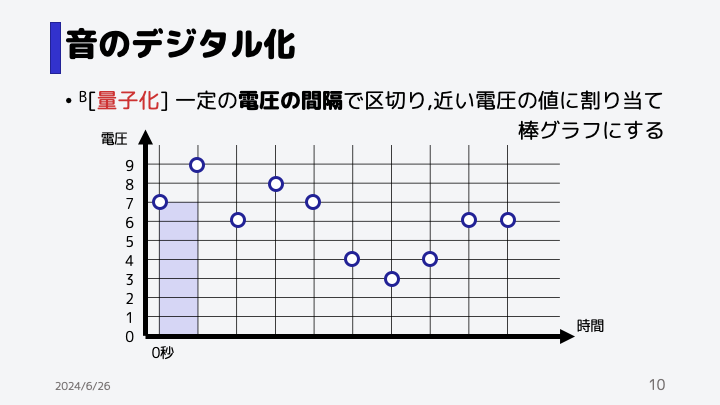 音のデジタル化
• B[量子化] 一定の電圧の間隔で区切り,近い電圧の値に割り当て
棒グラフにする
電圧
9
8
7
6
5
4
3
2
1
0
時間
0秒
2024/6/26
10